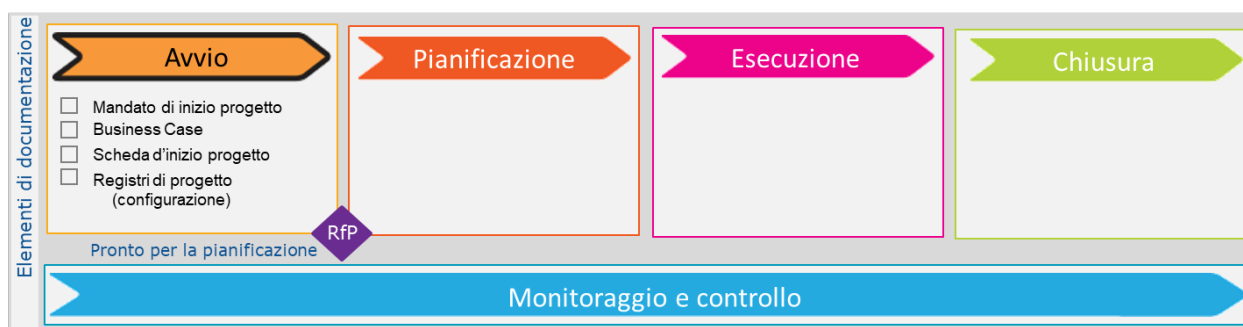 Elementi di documentazione
Avvio
Mandato di inizio progetto
Business Case
Scheda d'inizio progetto
Registri di progetto
(configurazione)
RfP
Pronto per la pianificazione
Pianificazione
Esecuzione
Chiusura
Monitoraggio e controllo